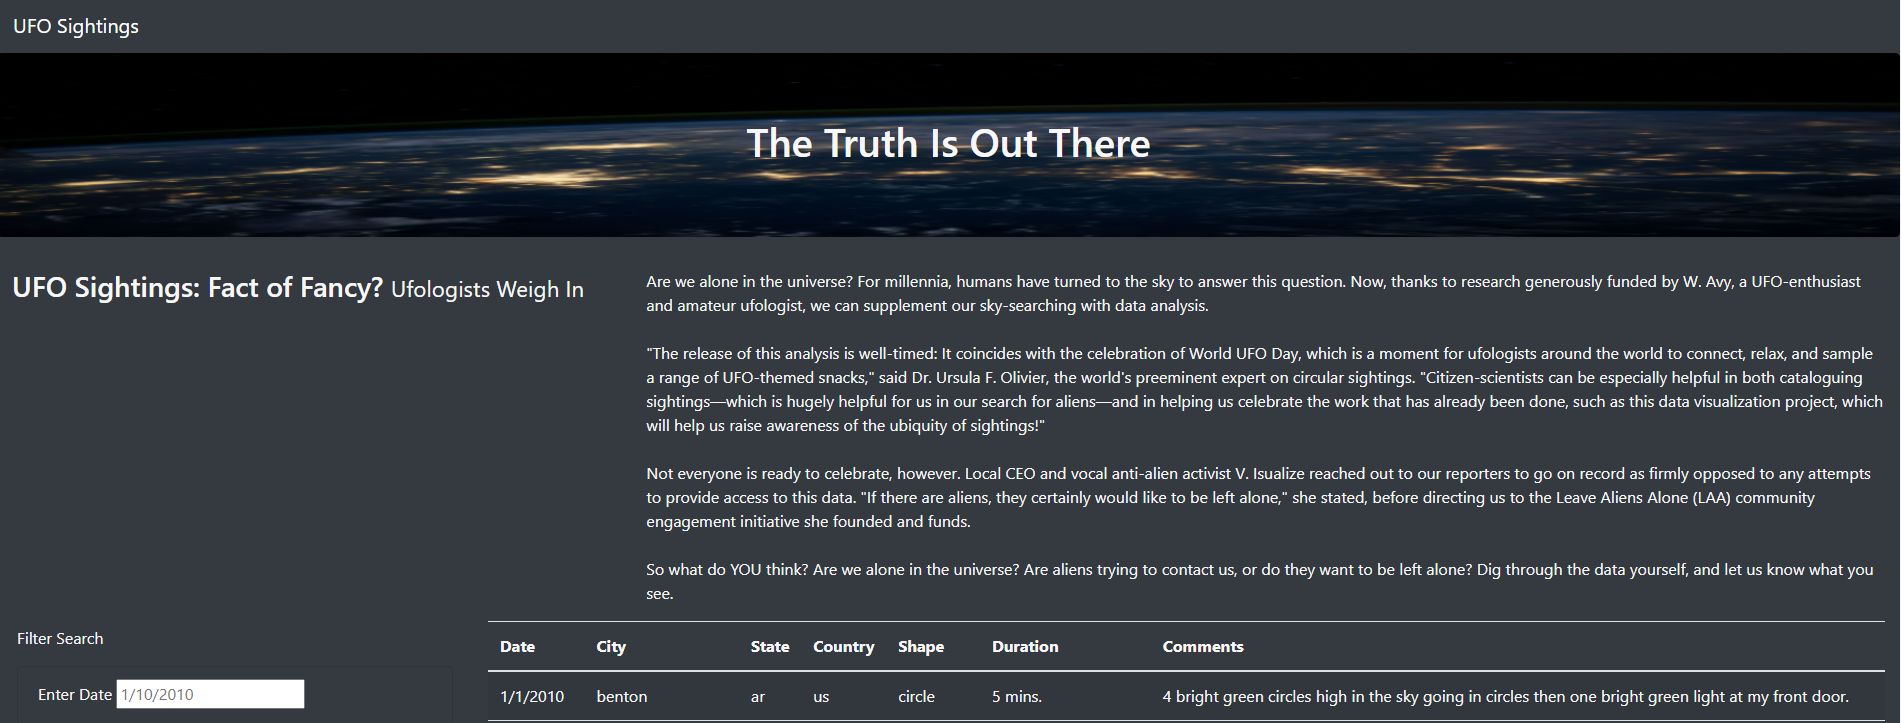 UFO Sightings
The Truth Is Out There
UFO Sightings: Fact of Fancy? Ufologists Weigh In
Are we alone in the universe? For millennia, humans have turned to the sky to answer this question. Now, thanks to research generously funded by W. Avy, a UFO-enthusiast
and amateur ufologist, we can supplement our sky-searching with data analysis.
"The release of this analysis is well-timed: It coincides with the celebration of World UFO Day, which is a moment for ufologists around the world to connect, relax, and sample
a range of UFO-themed snacks," said Dr. Ursula F. Olivier, the world's preeminent expert on circular sightings. "Citizen-scientists can be especially helpful in both cataloguing
sightings—which is hugely helpful for us in our search for aliens—and in helping us celebrate the work that has already been done, such as this data visualization project, which
will help us raise awareness of the ubiquity of sightings!"
Not everyone is ready to celebrate, however. Local CEO and vocal anti-alien activist V. Isualize reached out to our reporters to go on record as firmly opposed to any attempts
to provide access to this data. "If there are aliens, they certainly would like to be left alone," she stated, before directing us to the Leave Aliens Alone (LAA) community
engagement initiative she founded and funds.
So what do YOU think? Are we alone in the universe? Are aliens trying to contact us, or do they want to be left alone? Dig through the data yourself, and let us know what you
see.
Filter Search
Enter Date 1/10/2010
Date City State Country Shape Duration Comments
1/1/2010 benton ar us circle 5 mins. 4 bright green circles high in the sky going in circles then one bright green light at my front door.